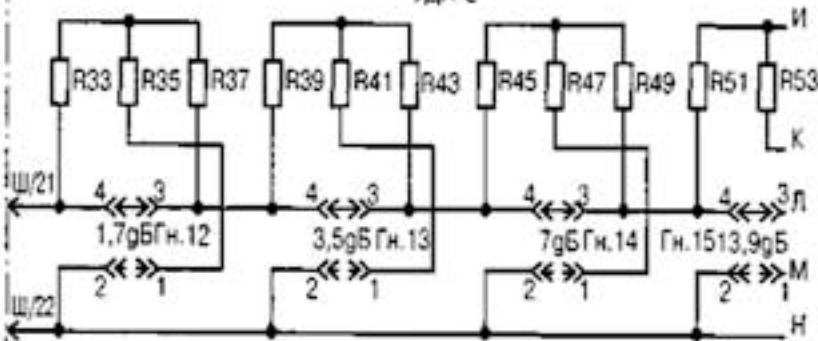 И
R33 R35 R37 R39 R41 R43 R45 R47 R49 R51 R53
К
Ш/21 4 3 4 3 4 3 4 3 Л
1,7дБ Гн.12 3,5дБ Гн.13 7дБ Гн.14 Гн.15 13,9дБ
2 1 2 1 2 1 2 1 М
Ш/22 Н